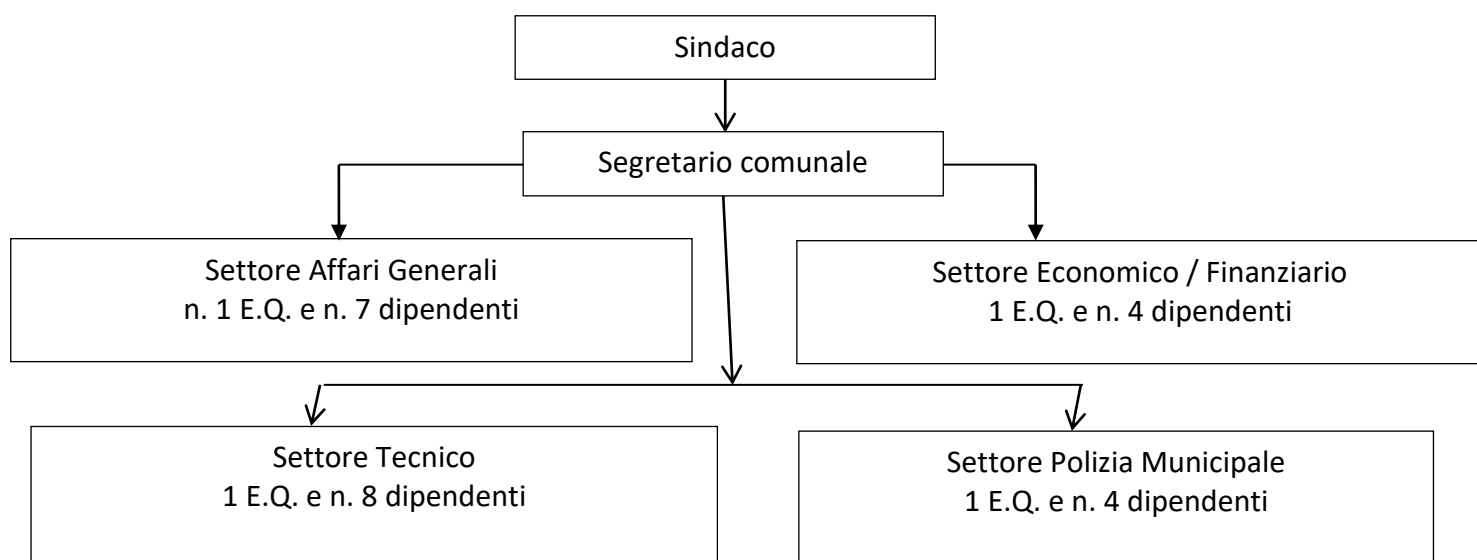 Sindaco
Segretario comunale
Settore Affari Generali
n. 1 E.Q. e n. 7 dipendenti
Settore Economico / Finanziario
1 E.Q. e n. 4 dipendenti
Settore Tecnico
1 E.Q. e n. 8 dipendenti
Settore Polizia Municipale
1 E.Q. e n. 4 dipendenti